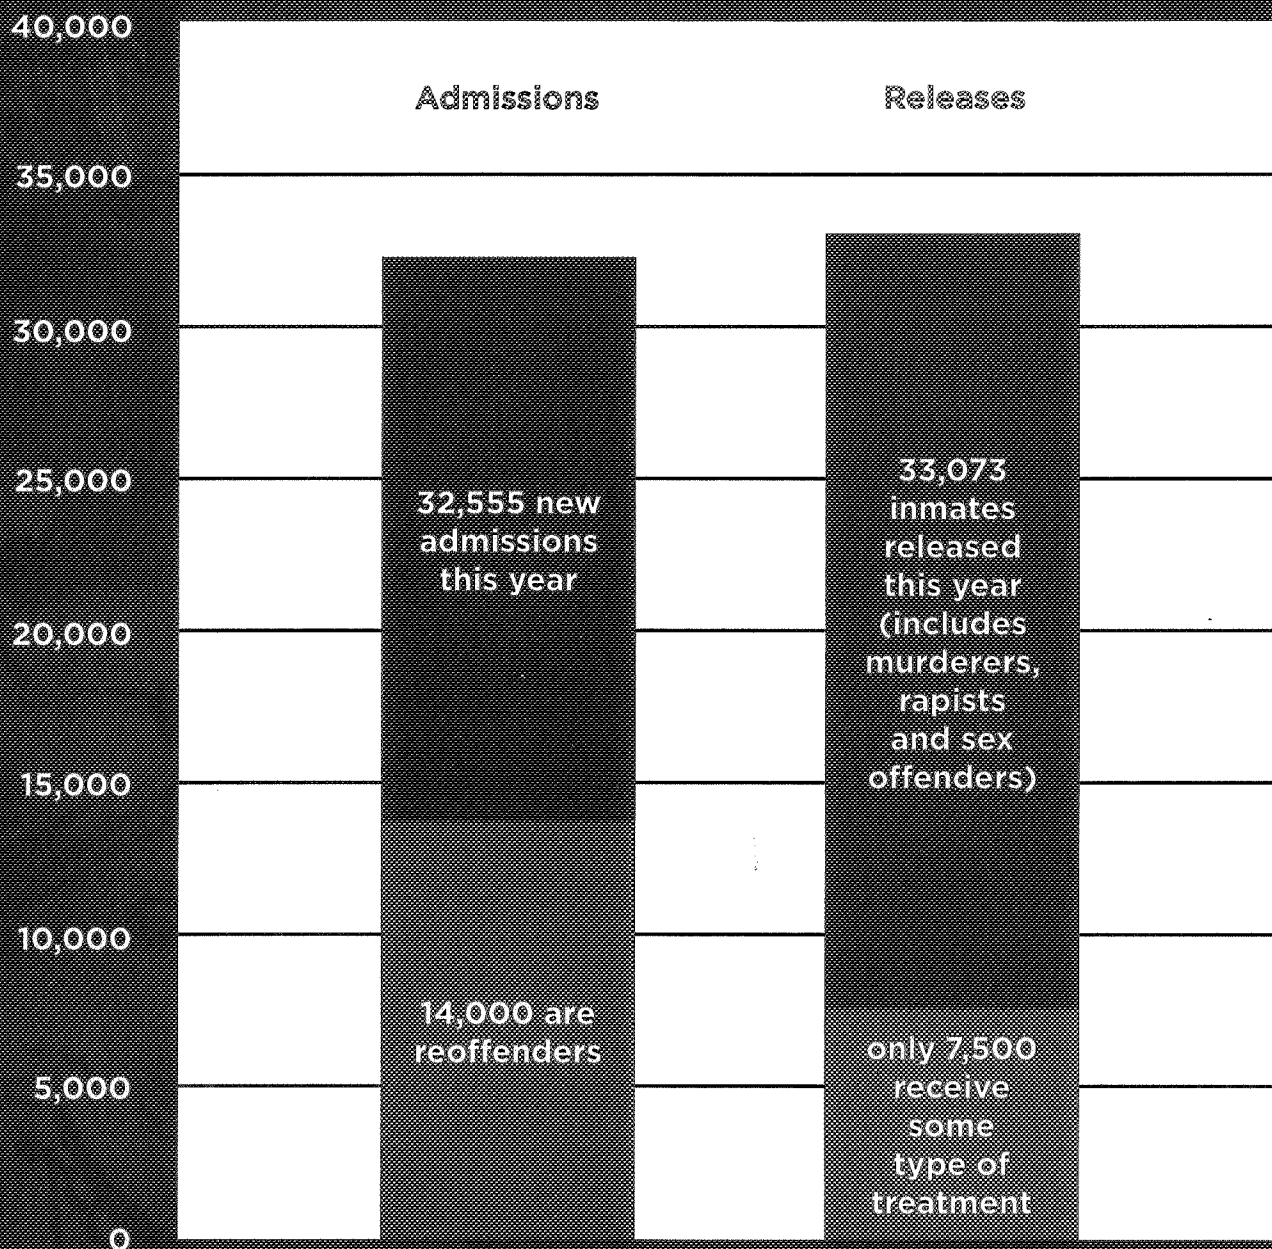 40,000
Admissions
Releases
35,000
30,000
25,000
20,000
15,000
10,000
5,000
0
32,555 new
admissions
this year
14,000 are
reoffenders
33,073
inmates
released
this year
(includes
murderers,
rapists
and sex
offenders)
only 7,500
receive
some
type of
treatment